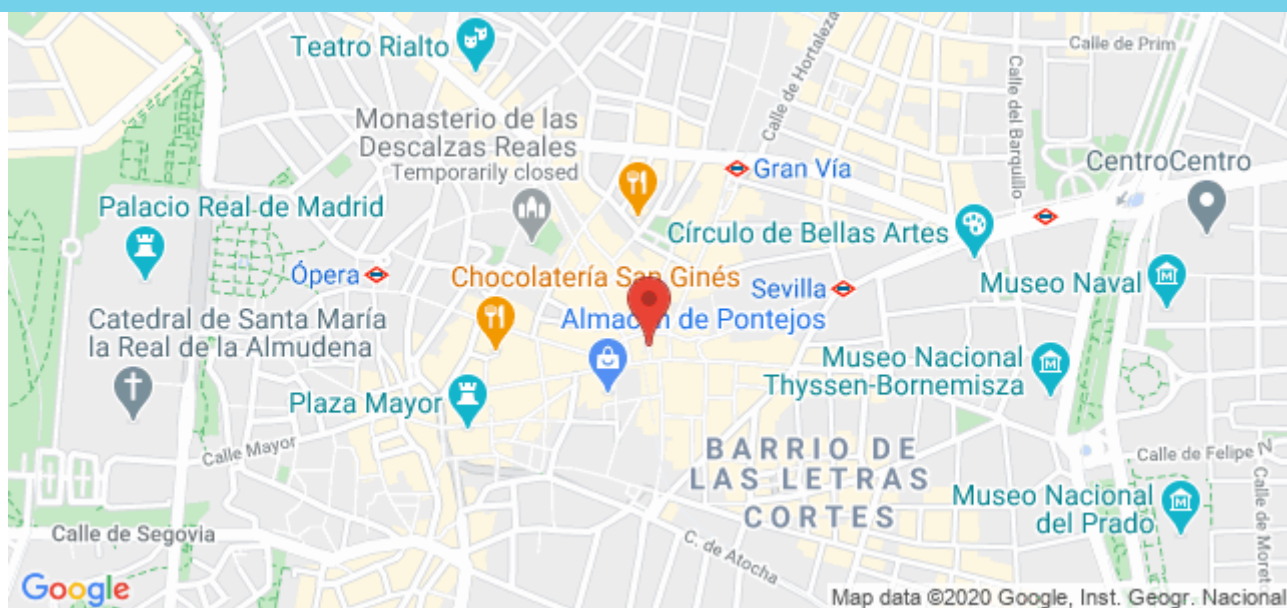 Teatro Rialto
Calle de Prim
Calle de Hortaleza
Calle del Barquillo
Monasterio de las
Descalzas Reales
Temporarily closed
Gran Vía
CentroCentro
Palacio Real de Madrid
Círculo de Bellas Artes
Ópera
Chocolatería San Ginés
Sevilla
Museo Naval
Almacén de Pontejos
Catedral de Santa María
la Real de la Almudena
Museo Nacional
Thyssen-Bornemisza
Plaza Mayor
Calle Mayor
BARRIO DE
LAS LETRAS
CORTES
Calle de Felipe
Calle de Moreto
Museo Nacional
del Prado
Calle de Segovia
C. de Atocha
Google
Map data ©2020 Google, Inst. Geogr. Nacional